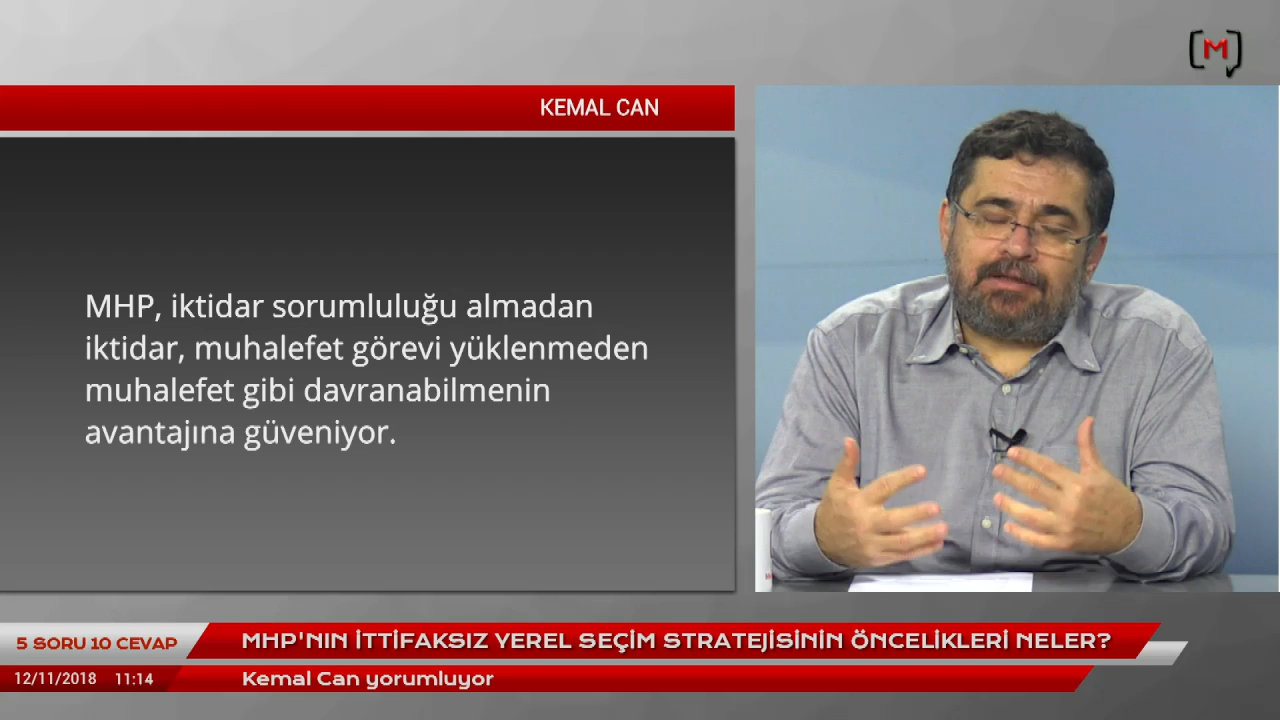 M
KEMAL CAN
MHP, iktidar sorumluluğu almadan
iktidar, muhalefet görevi yüklenmeden
muhalefet gibi davranabilmenin
avantajına güveniyor.
5 SORU 10 CEVAP
MHP'NIN İTTİFAKSIZ YEREL SEÇİM STRATEJİSİNİN ÖNCELİKLERİ NELER?
12/11/2018 11:14
Kemal Can yorumluyor